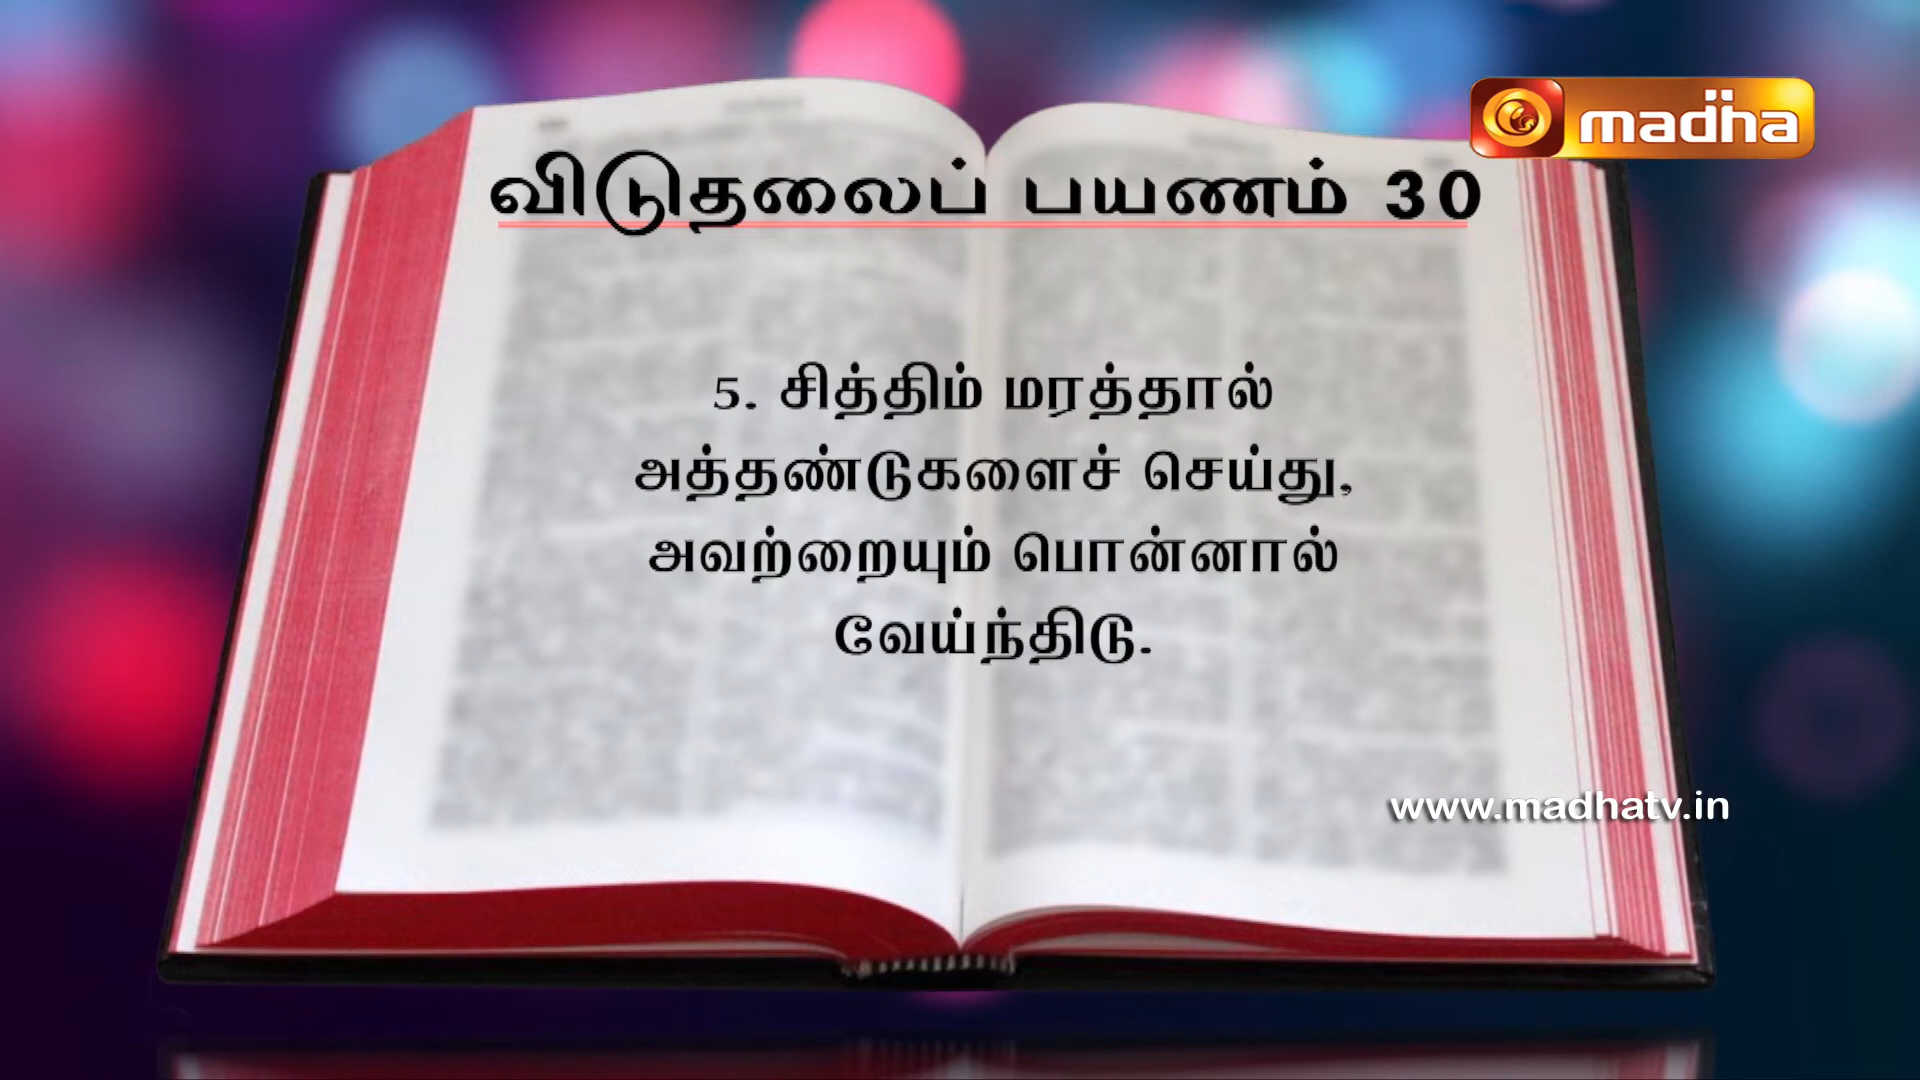 madha
விடுதலைப் பயணம் 30
5. சித்திம் மரத்தால்
அத்தண்டுகளைச் செய்து,
அவற்றையும் பொன்னால்
வேய்ந்திடு.
www.madhatv.in